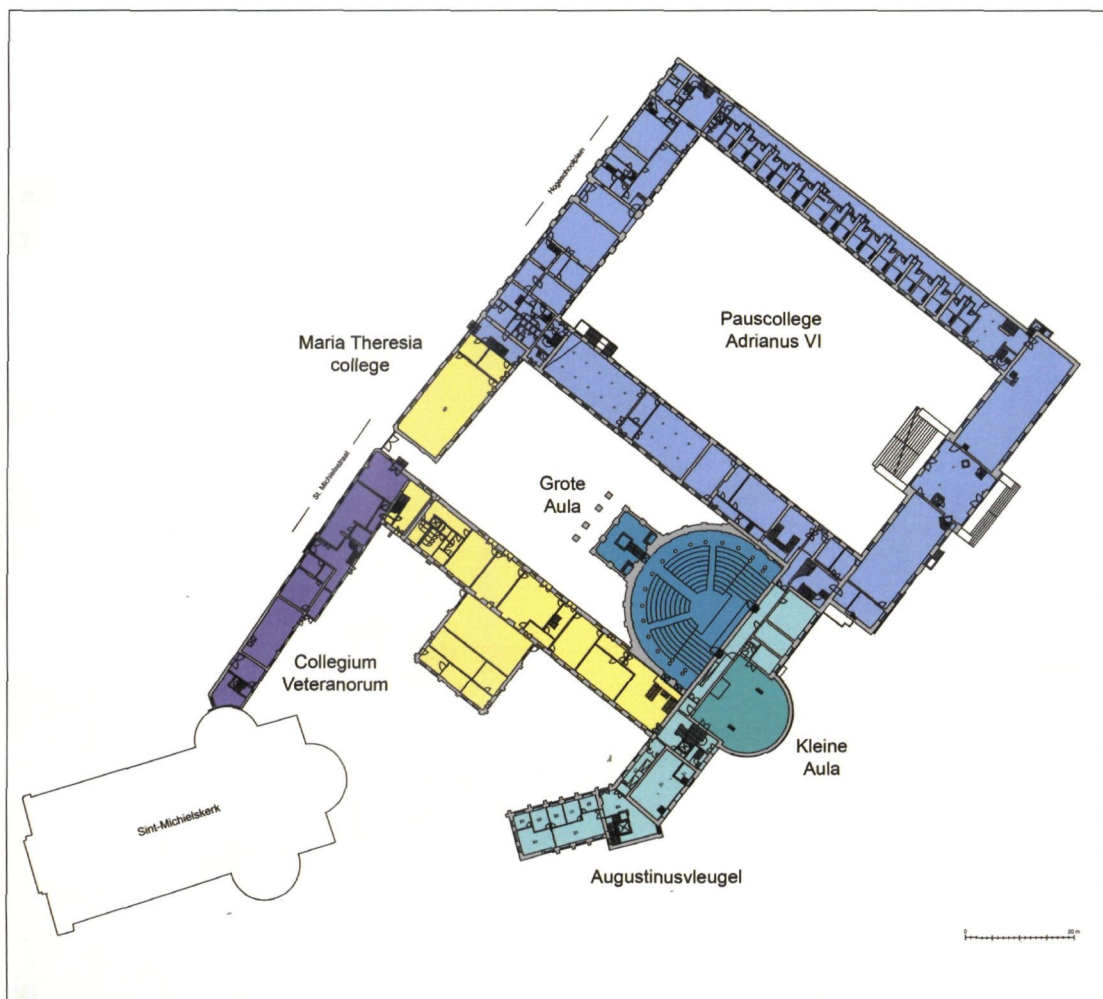 Hogeschoolplein
Pauscollege
Adrianus VI
Maria Theresia
college
St. Michielsstraat
Grote
Aula
Collegium
Veteranorum
Kleine
Aula
Sint-Michielskerk
Augustinusvleugel
0
20 m